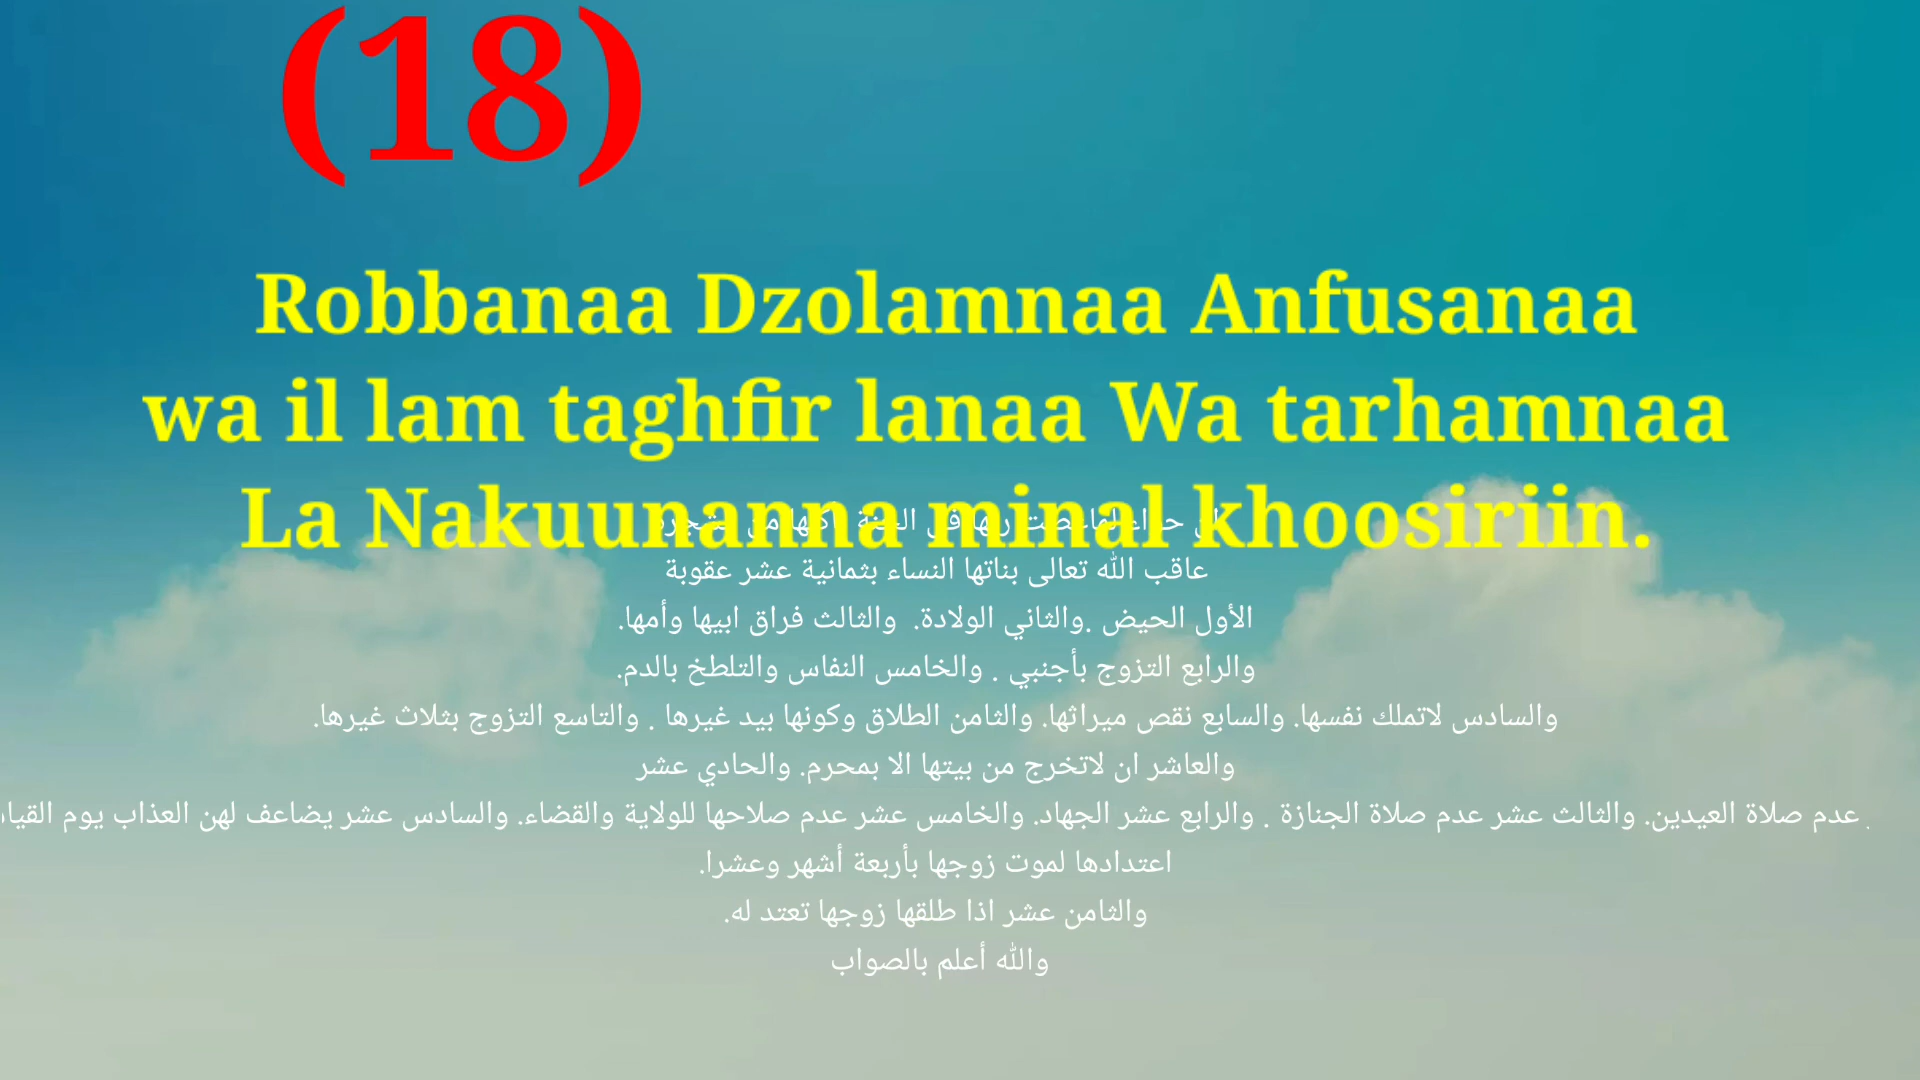 (18)
Robbanaa Dzolamnaa Anfusanaa
wa il lam taghfir lanaa Wa tarhamnaa
La Nakuunanna minal khoosiriin.
عاقب الله تعالى بناتها النساء بثمانية عشر عقوبة
الأول الحيض .والثاني الولادة. والثالث فراق ابيها وأمها.
والرابع التزوج بأجنبي . والخامس النفاس والتلطخ بالدم.
والسادس لاتملك نفسها. والسابع نقص ميراثها. والثامن الطلاق وكونها بيد غيرها . والتاسع التزوج بثلاث غيرها.
والعاشر ان لاتخرج من بيتها الا بمحرم. والحادي عشر
عدم صلاة العيدين. والثالث عشر عدم صلاة الجنازة . والرابع عشر الجهاد. والخامس عشر عدم صلاحها للولاية والقضاء. والسادس عشر يضاعف لهن العذاب يوم
اعتدادها لموت زوجها بأربعة أشهر وعشرا.
والثامن عشر اذا طلقها زوجها تعتد له.
والله أعلم بالصواب